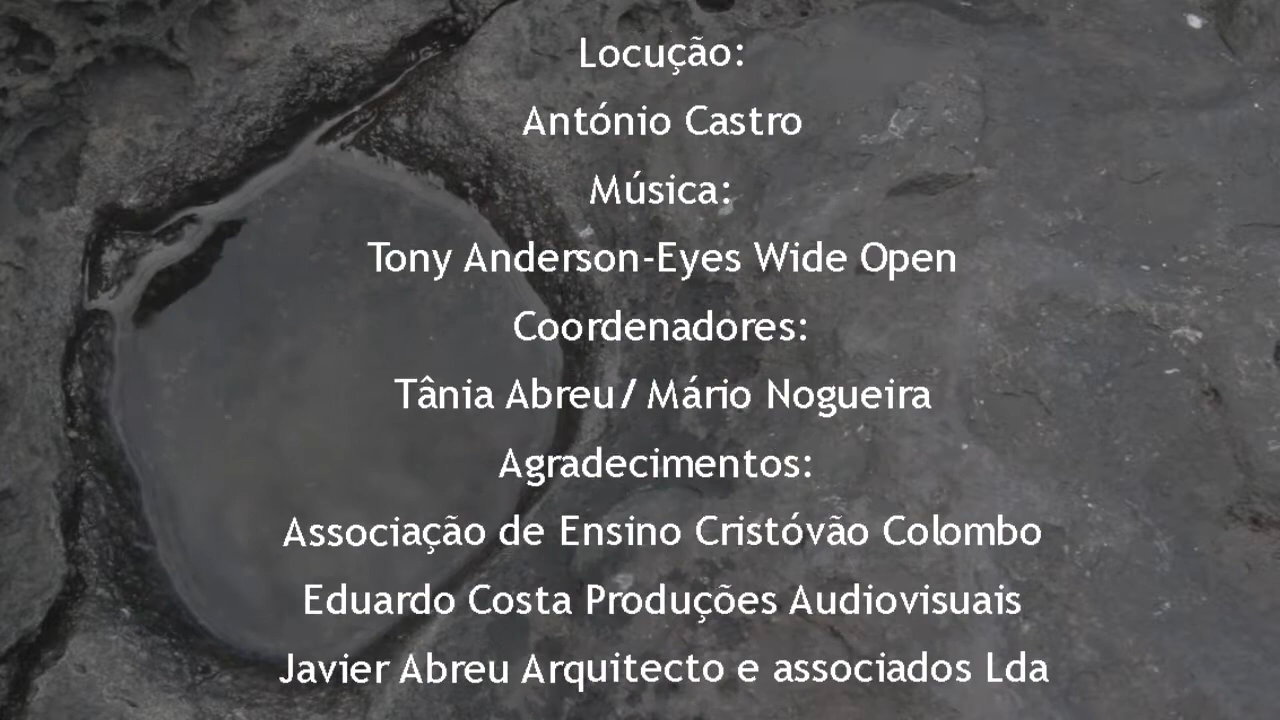 Locução:
António Castro
Música:
Tony Anderson-Eyes Wide Open
Coordenadores:
Tânia Abreu/ Mário Nogueira
Agradecimentos:
Associação de Ensino Cristóvão Colombo
Eduardo Costa Produções Audiovisuais
Javier Abreu Arquitecto e associados Lda